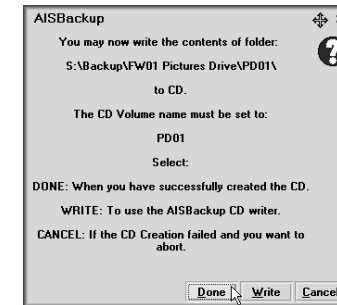 AISBackup
You may now write the contents of folder:
S:\Backup\FW01 Pictures Drive\PD01\
to CD.
The CD Volume name must be set to:
PD01
Select:
DONE: When you have successfully created the CD.
WRITE: To use the AISBackup CD writer.
CANCEL: If the CD Creation failed and you want to
abort.
Done Write Cancel